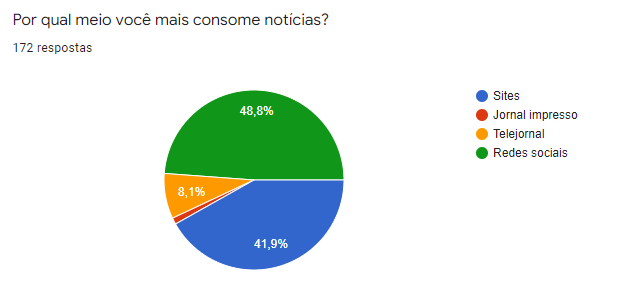 Por qual meio você mais consome notícias?
172 respostas
48,8%
8,1%
41,9%
Sites
Jornal impresso
Telejornal
Redes sociais